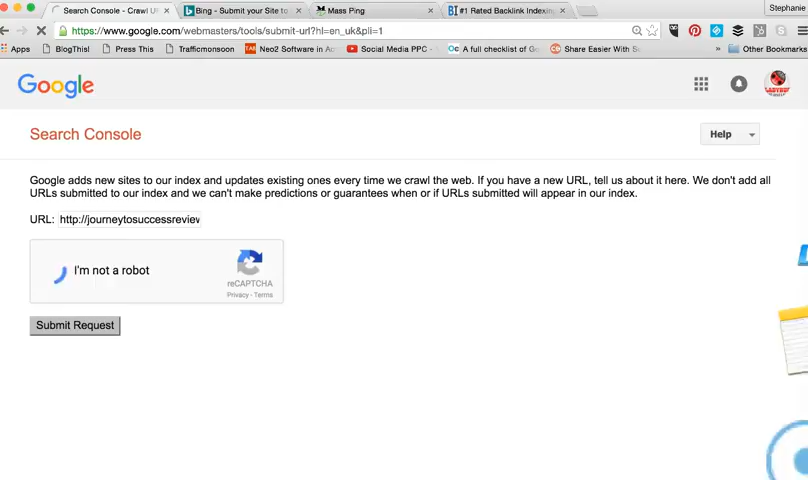 Search Console - Crawl UR
Bing - Submit your Site to
Mass Ping
#1 Rated Backlink Indexing
Stephanie
https://www.google.com/webmasters/tools/submit-url?hl=en_uk&pli=1
Apps
BlogThis!
Press This
Trafficmonsoon
TAE
Neo2 Software in Ac
Social Media PPC -
Oc
A full checklist of Go
Share Easier With Su
»
Other Bookmarks
Google
Search Console
Help
Google adds new sites to our index and updates existing ones every time we crawl the web. If you have a new URL, tell us about it here. We don't add all
URLs submitted to our index and we can't make predictions or guarantees when or if URLs submitted will appear in our index.
URL: http://journeytosuccessreview
I'm not a robot
reCAPTCHA
Privacy - Terms
Submit Request